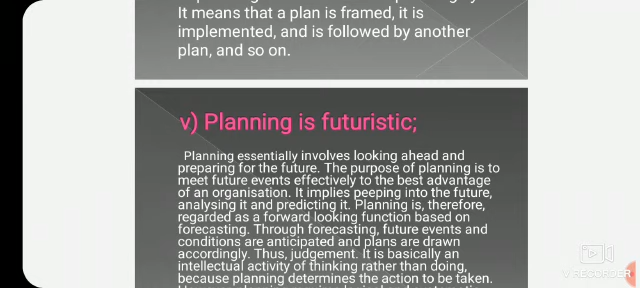 It means that a plan is framed, it is
implemented, and is followed by another
plan, and so on.
v) Planning is futuristic;
Planning essentially involves looking ahead and
preparing for the future. The purpose of planning is to
meet future events effectively to the best advantage
of an organisation. It implies peeping into the future,
analysing it and predicting it. Planning is, therefore,
regarded as a forward looking function based on
forecasting. Through forecasting, future events and
conditions are anticipated and plans are drawn
accordingly. Thus, judgement. It is basically an
intellectual activity of thinking rather than doing,
because planning determines the action to be taken.
V RECORDER